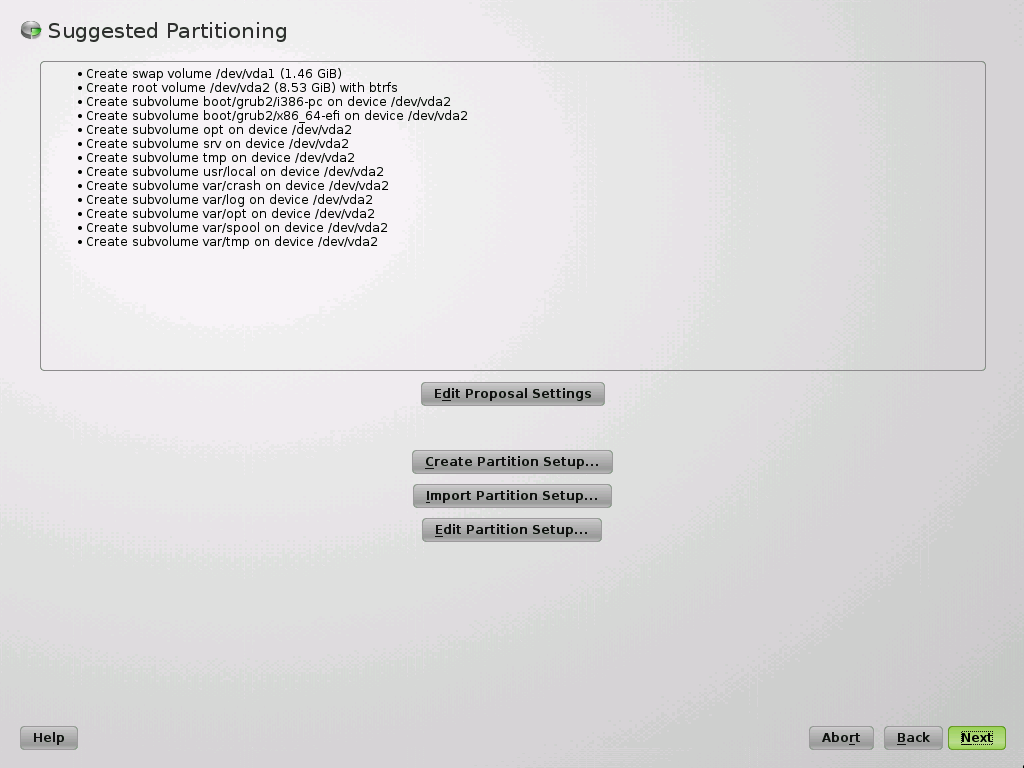 Suggested Partitioning
• Create swap volume /dev/vda1 (1.46 GiB)
• Create root volume /dev/vda2 (8.53 GiB) with btrfs
• Create subvolume boot/grub2/i386-pc on device /dev/vda2
• Create subvolume boot/grub2/x86_64-efi on device /dev/vda2
• Create subvolume opt on device /dev/vda2
• Create subvolume srv on device /dev/vda2
• Create subvolume tmp on device /dev/vda2
• Create subvolume usr/local on device /dev/vda2
• Create subvolume var/crash on device /dev/vda2
• Create subvolume var/log on device /dev/vda2
• Create subvolume var/opt on device /dev/vda2
• Create subvolume var/spool on device /dev/vda2
• Create subvolume var/tmp on device /dev/vda2
Edit Proposal Settings
Create Partition Setup...
Import Partition Setup...
Edit Partition Setup...
Help Abort Back Next